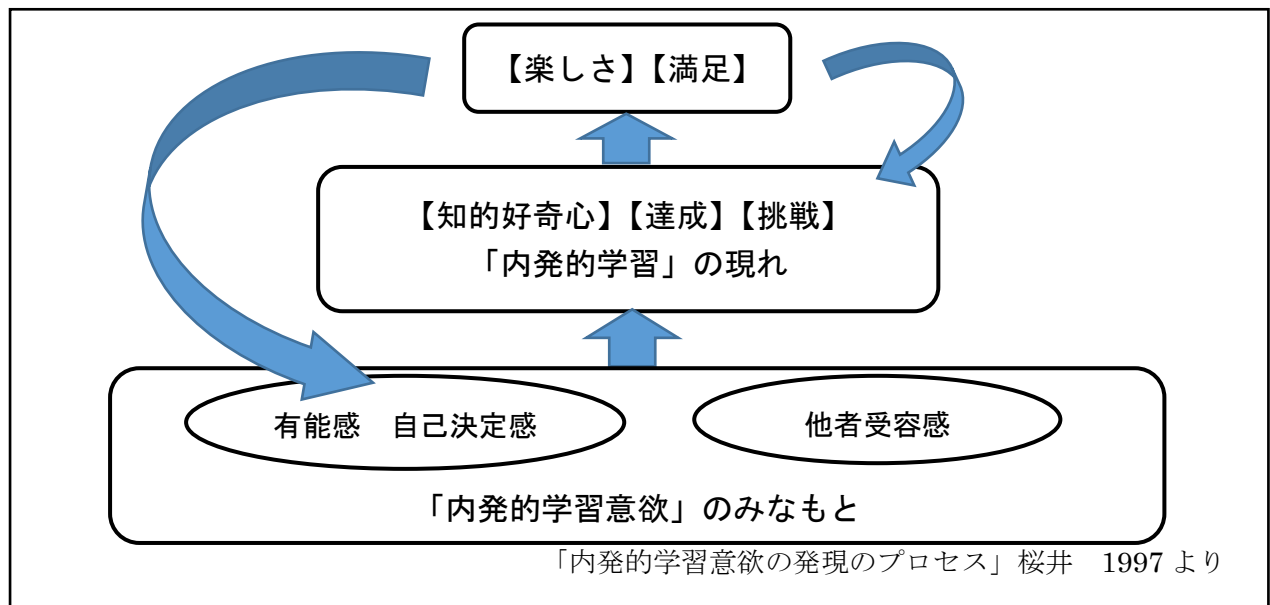 【楽しさ】【満足】
【知的好奇心】【達成】【挑戦】
「内発的学習」の現れ
有能感　自己決定感
他者受容感
「内発的学習意欲」のみなもと
「内発的学習意欲の発現のプロセス」桜井　1997 より